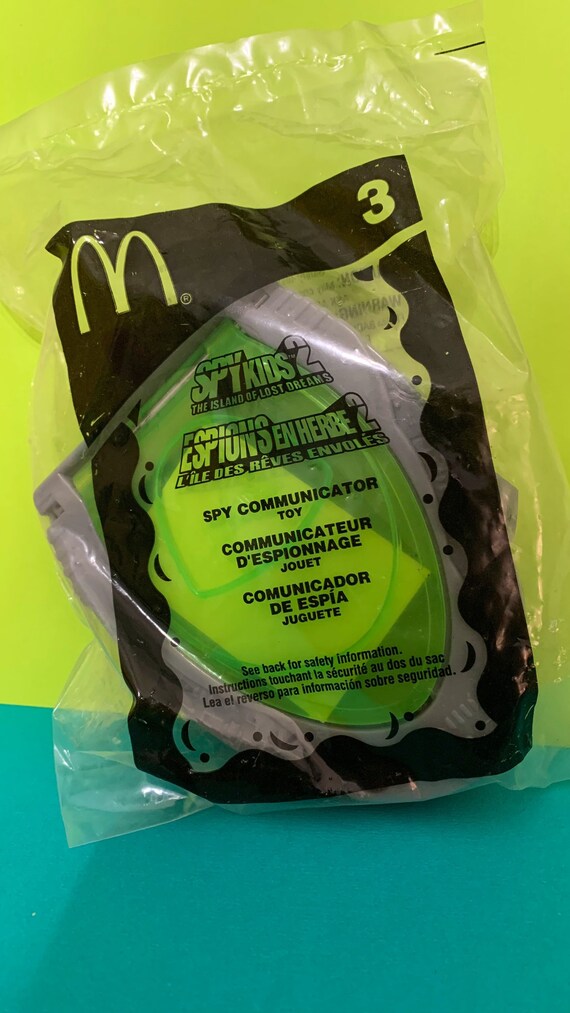 3
M®
SPY KIDS™ 2
THE ISLAND OF LOST DREAMS
ESPIONS EN HERBE 2
L'ÎLE DES RÊVES ENVOLÉS
SPY COMMUNICATOR
TOY
COMMUNICATEUR
D'ESPIONNAGE
JOUET
COMUNICADOR
DE ESPÍA
JUGUETE
See back for safety information.
Instructions touchant la sécurité au dos du sac
Lea el reverso para información sobre seguridad.
WARNING